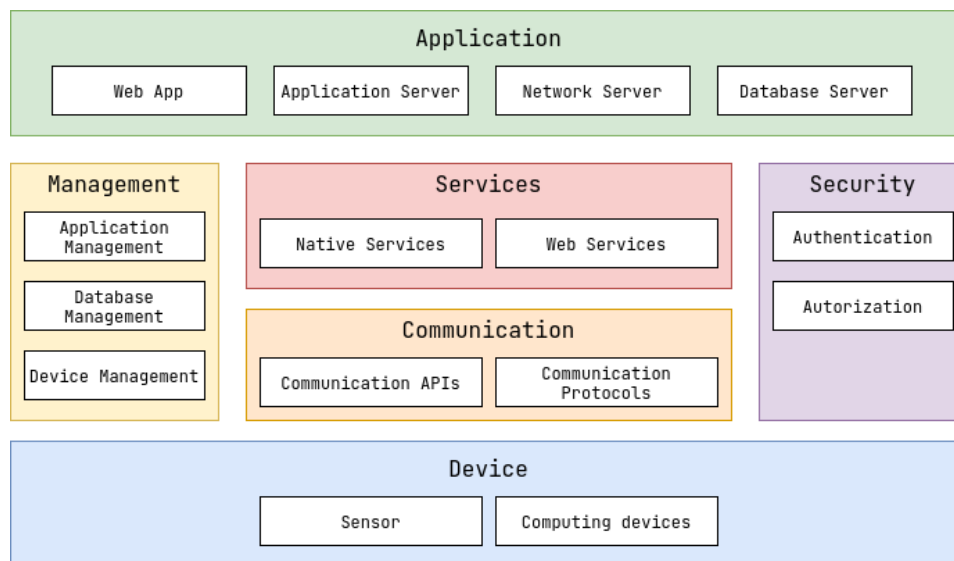 Application
Web App
Application Server
Network Server
Database Server
Management
Application
Management
Database
Management
Device Management
Services
Native Services
Web Services
Communication
Communication APIs
Communication
Protocols
Security
Authentication
Autorization
Device
Sensor
Computing devices